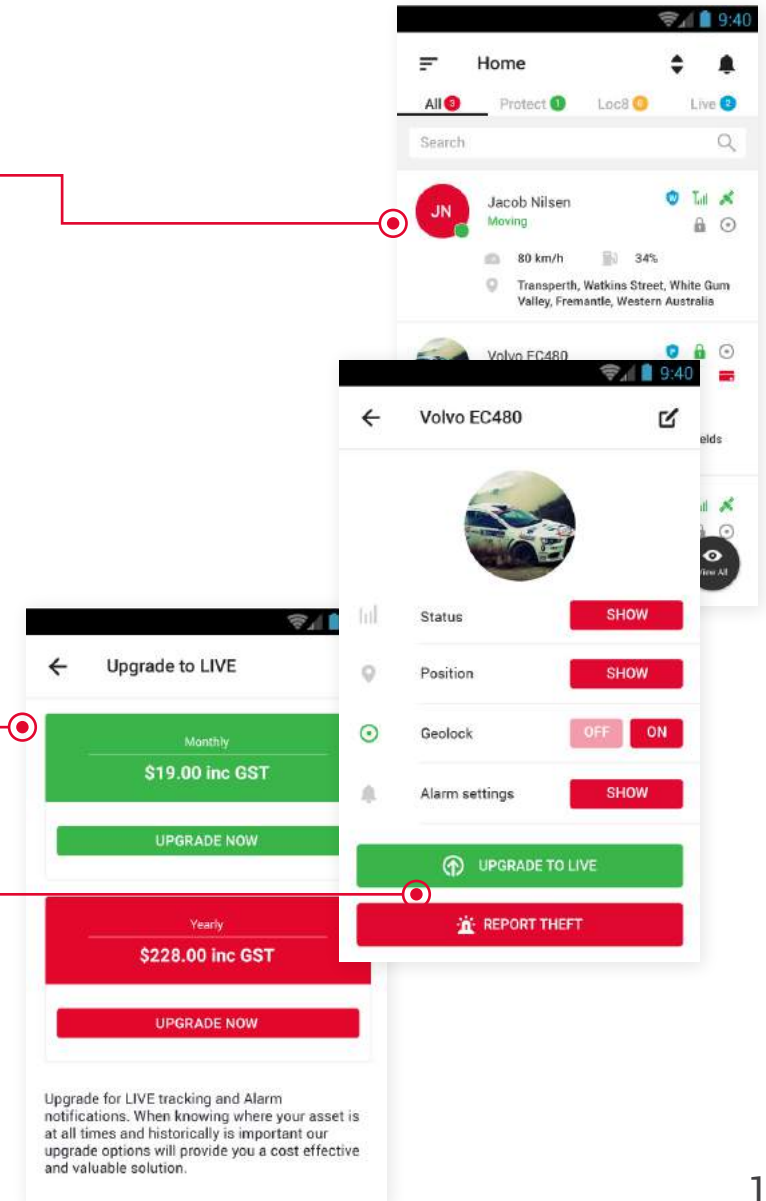 9:40
Home
All 3 Protect 1 Loc8 Live 2
Search
JN
Jacob Nilsen
Moving
80 km/h 34%
Transperth, Watkins Street, White Gum
Valley, Fremantle, Western Australia
Volvo EC480
elds
View All
9:40
Volvo EC480
Status SHOW
Position SHOW
Geolock OFF ON
Alarm settings SHOW
UPGRADE TO LIVE
REPORT THEFT
Upgrade to LIVE
Monthly
$19.00 inc GST
UPGRADE NOW
Yearly
$228.00 inc GST
UPGRADE NOW
Upgrade for LIVE tracking and Alarm
notifications. When knowing where your asset is
at all times and historically is important our
upgrade options will provide you a cost effective
and valuable solution.
1